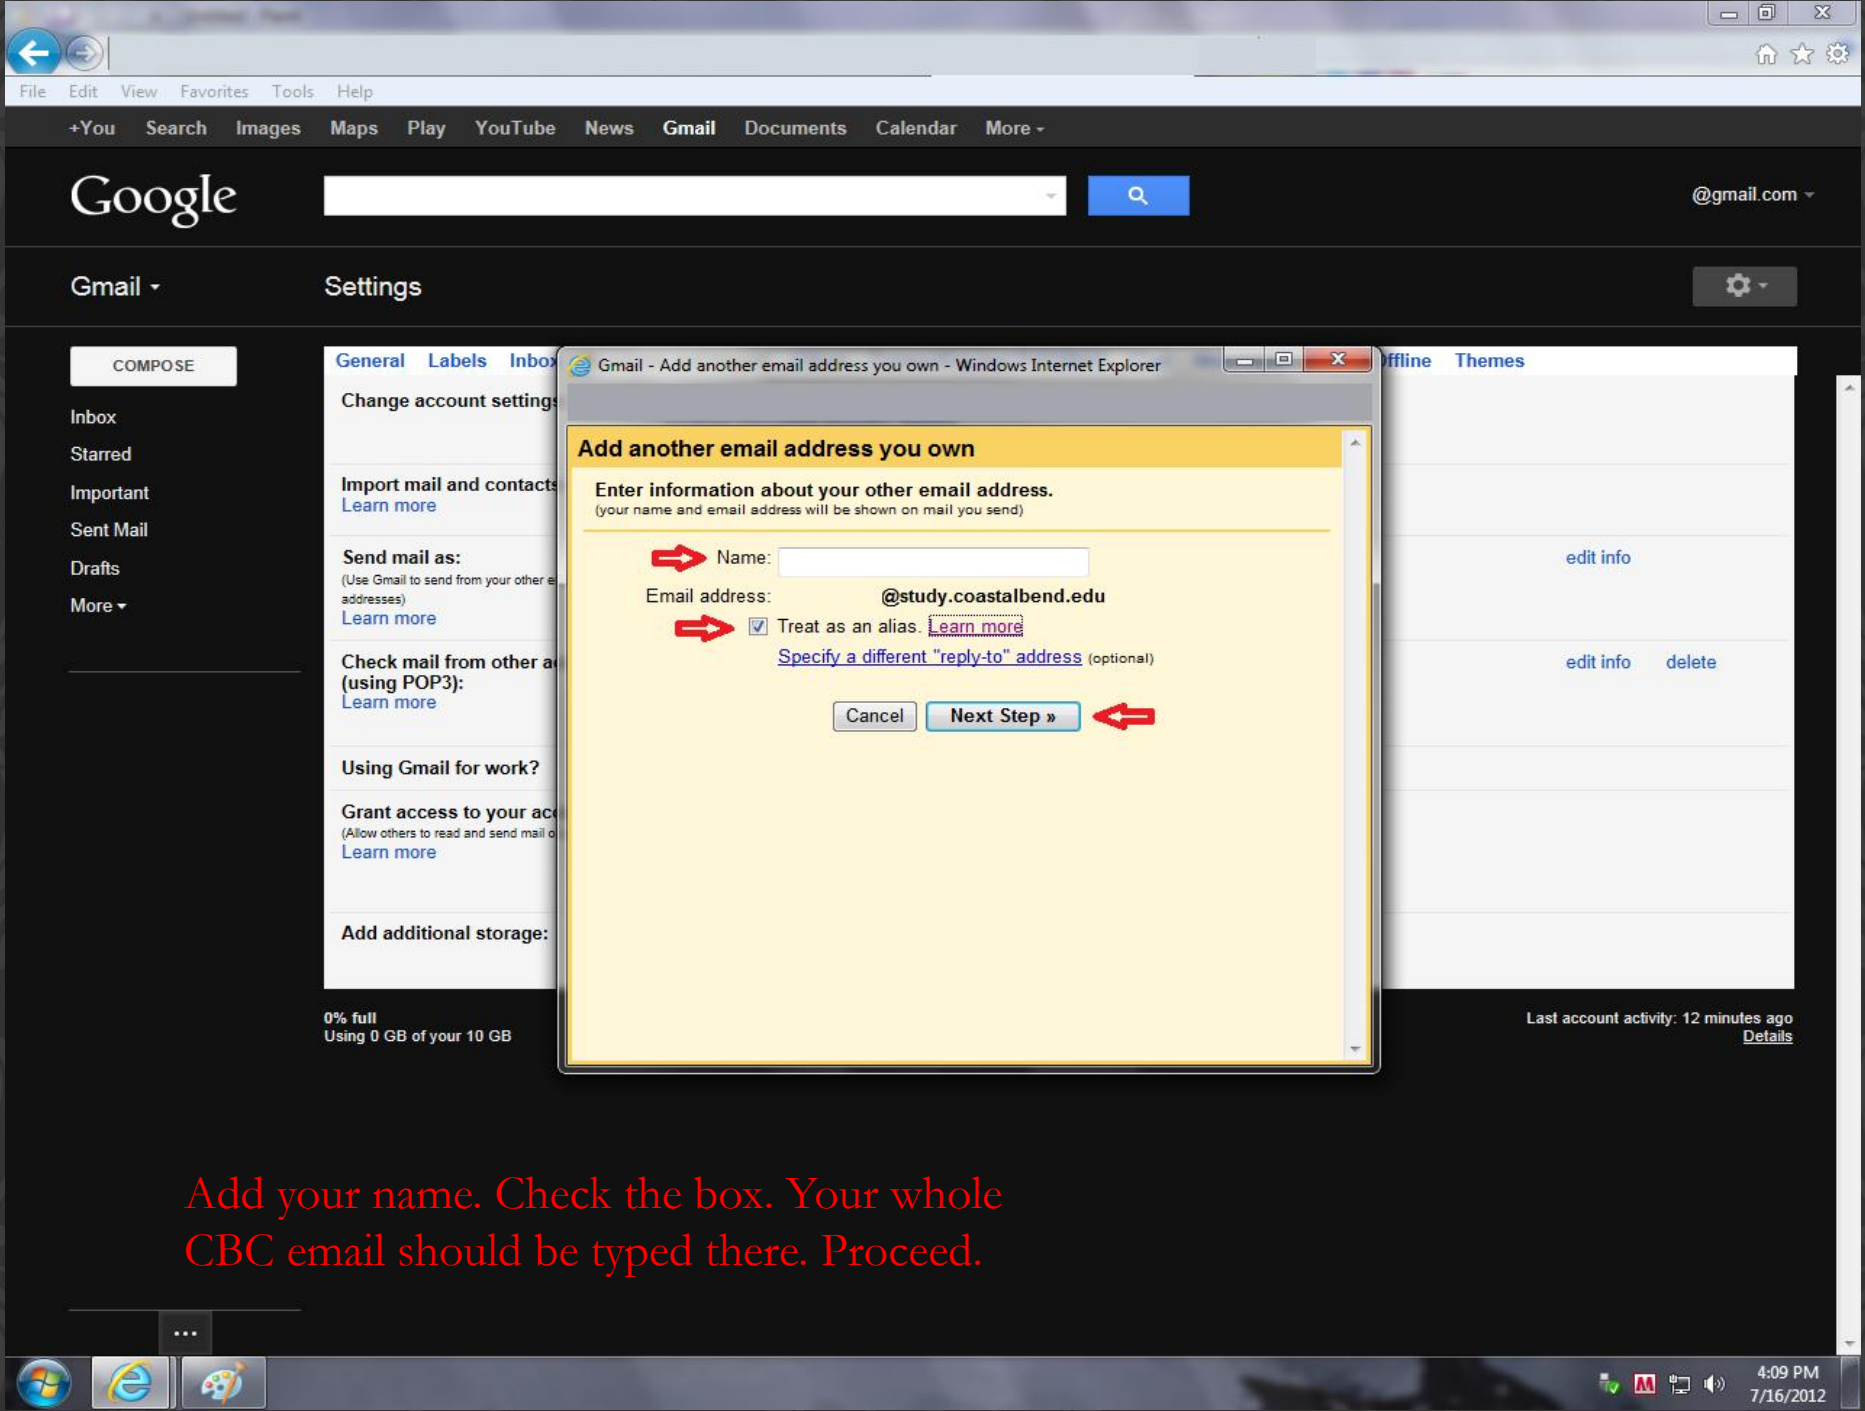 File Edit View Favorites Tools Help
+You Search Images Maps Play YouTube News Gmail Documents Calendar More
Google
@gmail.com
Gmail
Settings
COMPOSE
Inbox
Starred
Important
Sent Mail
Drafts
More
General Labels Inbox
Themes
Change account settings
Import mail and contacts
Learn more
Send mail as:
(Use Gmail to send from your other e
addresses)
Learn more
edit info
Check mail from other a
(using POP3):
Learn more
edit info delete
Using Gmail for work?
Grant access to your acc
(Allow others to read and send mail o
Learn more
Add additional storage:
0% full
Using 0 GB of your 10 GB
Last account activity: 12 minutes ago
Details
Gmail - Add another email address you own - Windows Internet Explorer
Add another email address you own
Enter information about your other email address.
(your name and email address will be shown on mail you send)
Name:
Email address: @study.coastalbend.edu
Treat as an alias. Learn more
Specify a different "reply-to" address (optional)
Cancel Next Step »
Add your name. Check the box. Your whole
CBC email should be typed there. Proceed.
4:09 PM
7/16/2012